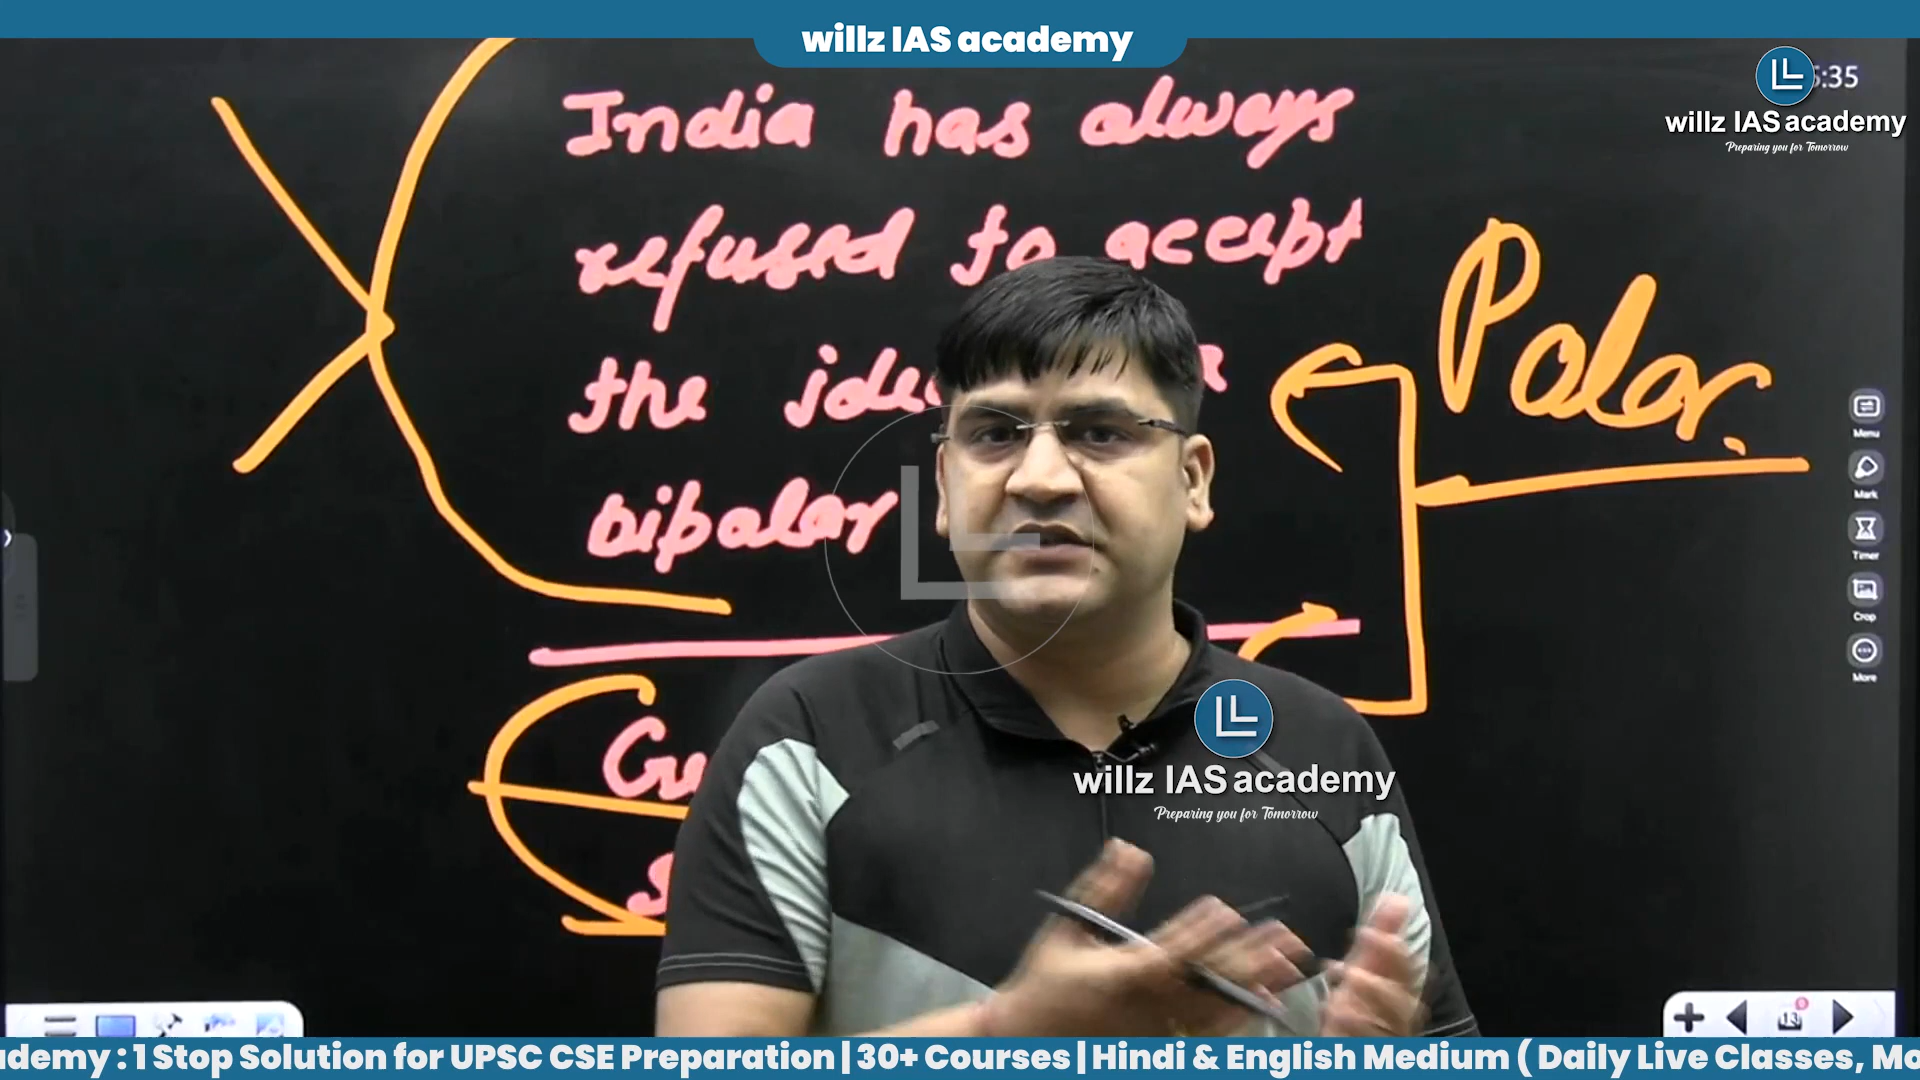 willz IAS academy
:35
willz IAS academy
Preparing you for Tomorrow
India has always
refused to accept
the
bipolar
Polar.
Menu
Mark
Timer
Crop
More
willz IAS academy
Preparing you for Tomorrow
13
ademy : 1 Stop Solution for UPSC CSE Preparation | 30+ Courses | Hindi & English Medium ( Daily Live Classes, Mo